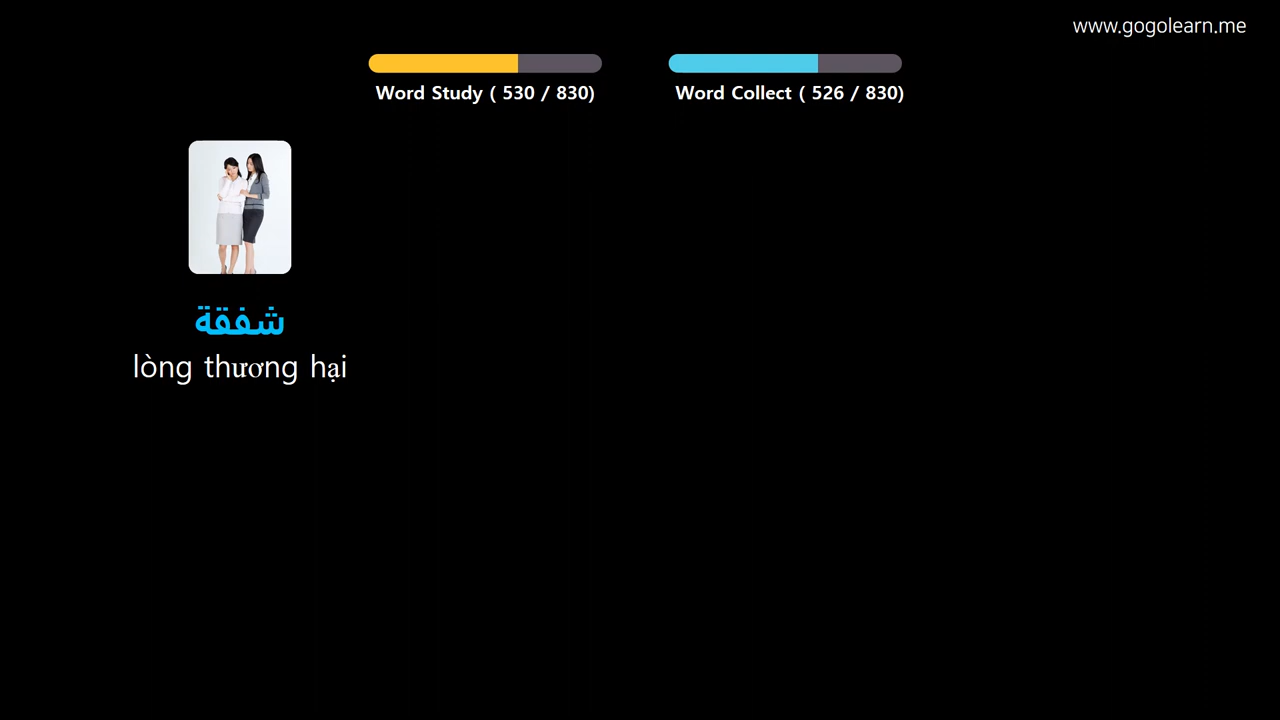 www.gogolearn.me
Word Study ( 530 / 830)
Word Collect ( 526 / 830)
شفقة
lòng thương hại